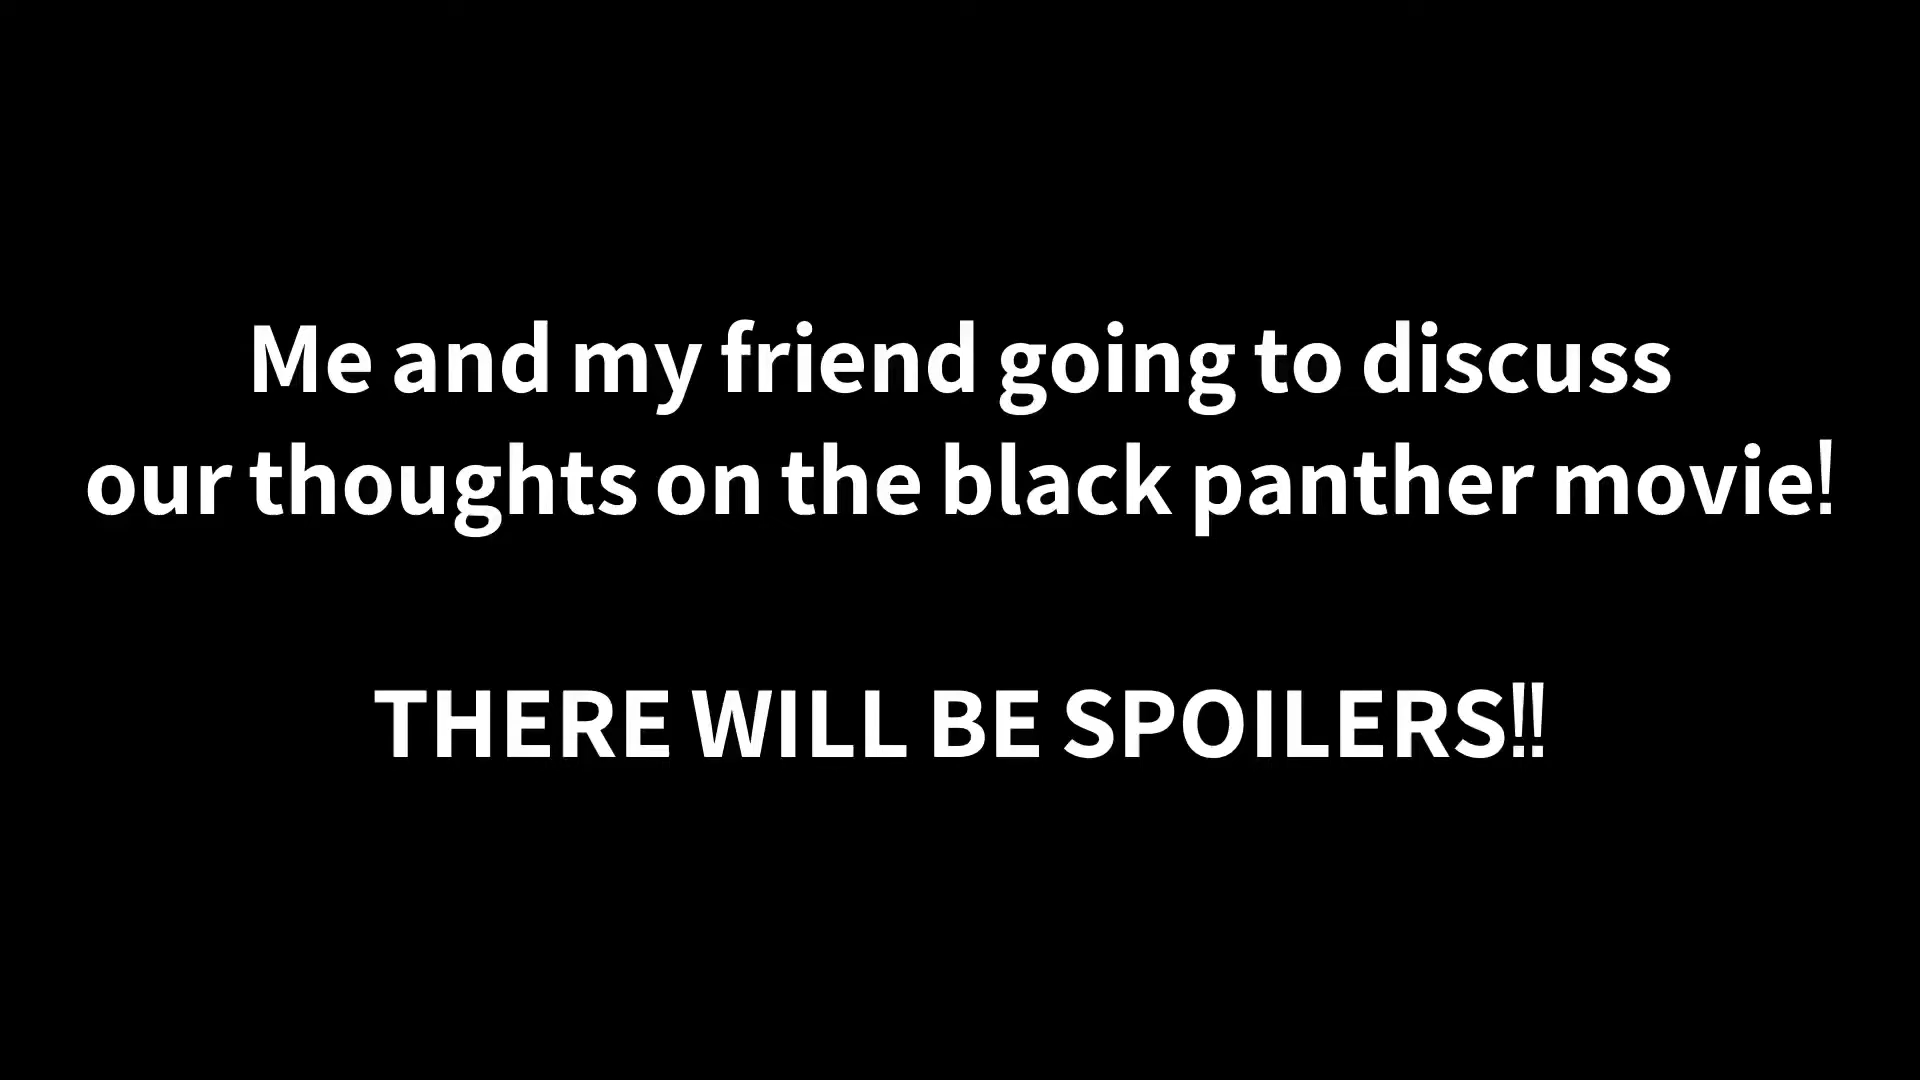 Me and my friend going to discuss
our thoughts on the black panther movie!
THERE WILL BE SPOILERS!!